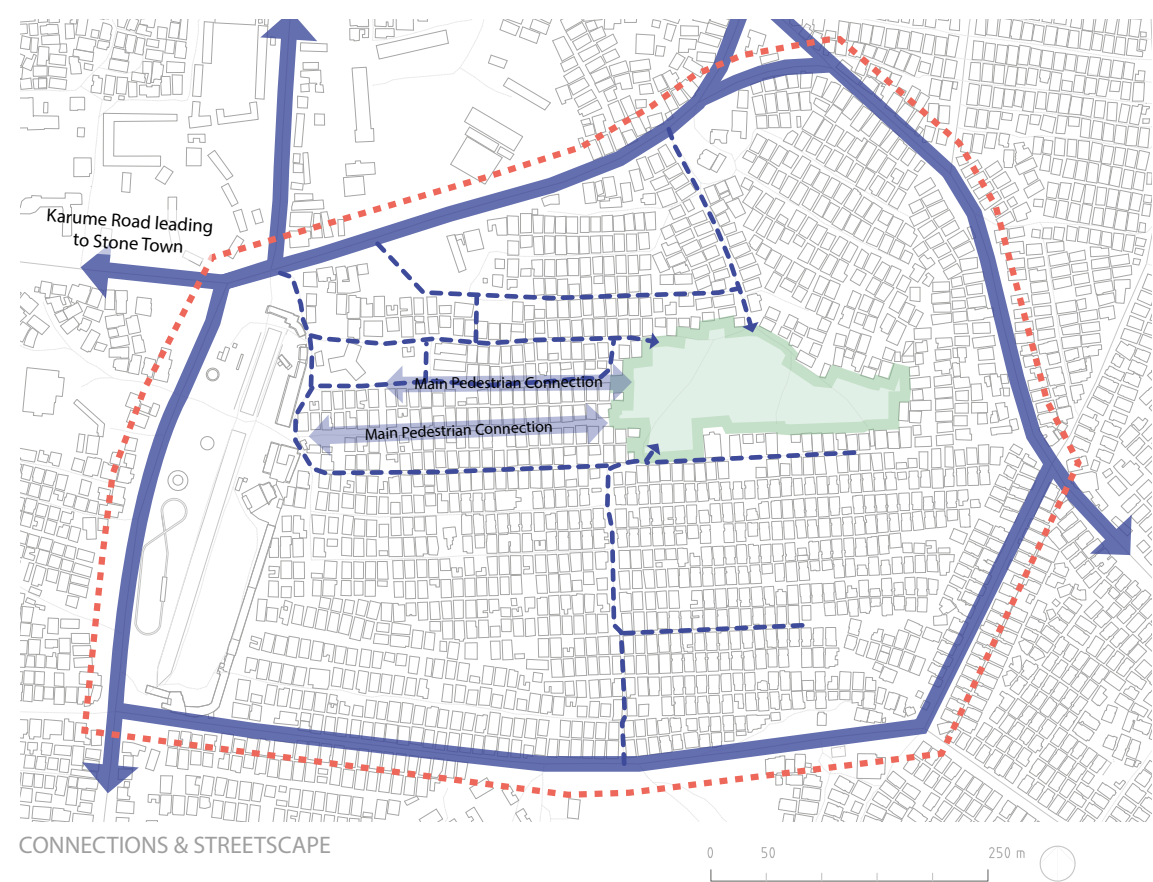 Karume Road leading
to Stone Town
Main Pedestrian Connection
Main Pedestrian Connection
CONNECTIONS & STREETSCAPE
0 50 250 m